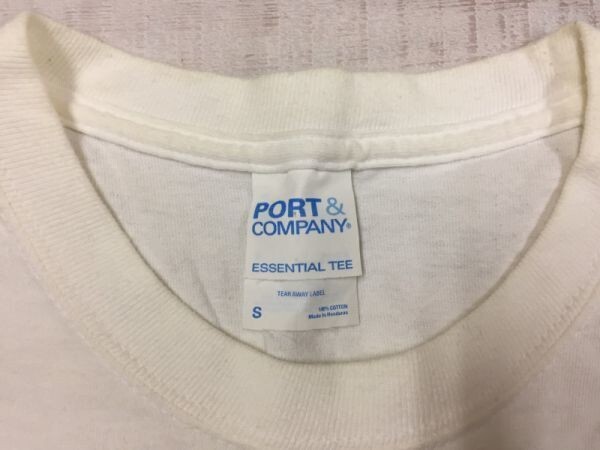 PORT &
COMPANY®
ESSENTIAL TEE
TEAR AWAY LABEL
S
100% COTTON
Made in Honduras